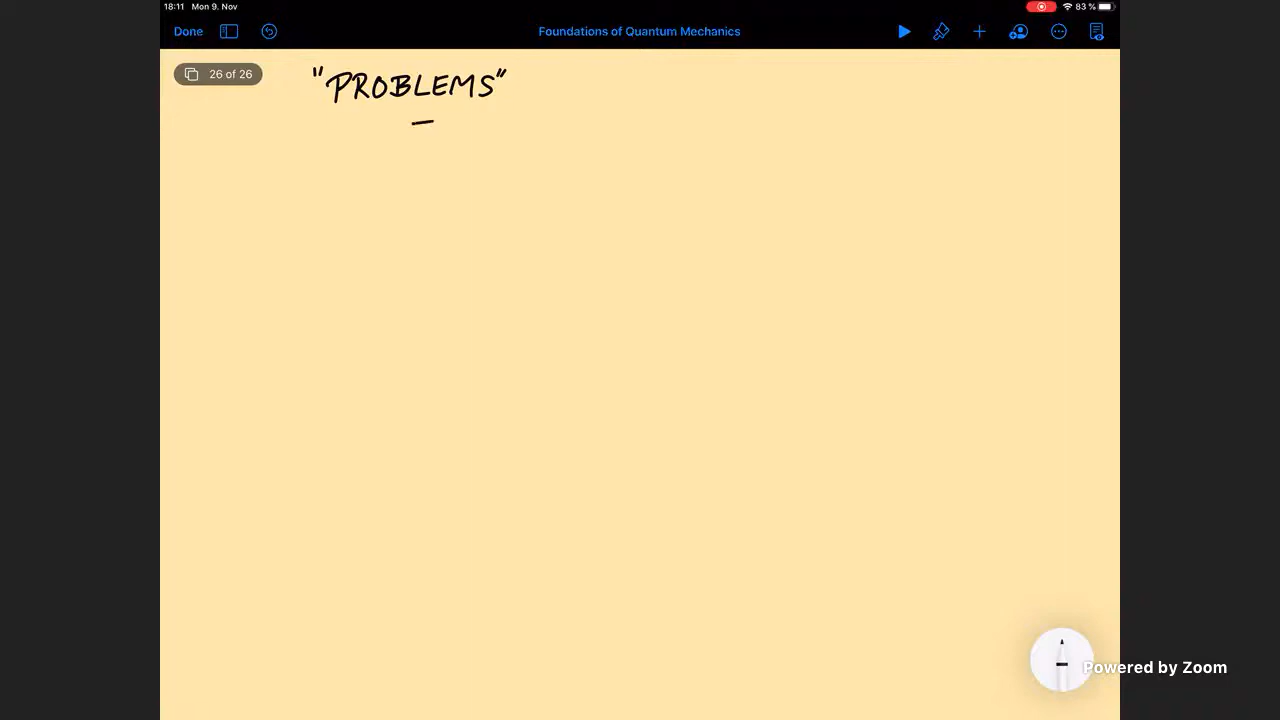 18:11 Mon 9. Nov 83 %
Done Foundations of Quantum Mechanics
26 of 26
"PROBLEMS"
–
Powered by Zoom